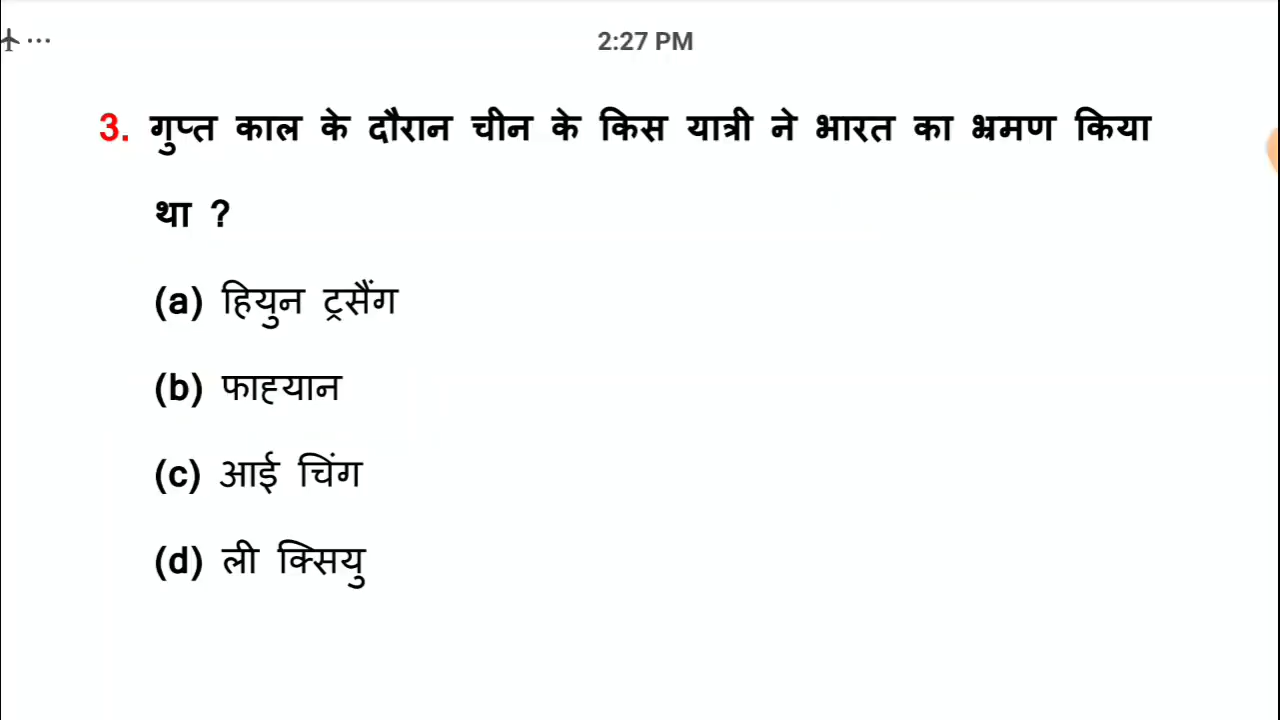 2:27 PM
3. गुप्त काल के दौरान चीन के किस यात्री ने भारत का भ्रमण किया
था ?
(a) हियुन ट्रसैंग
(b) फाह्यान
(c) आई चिंग
(d) ली क्सियु